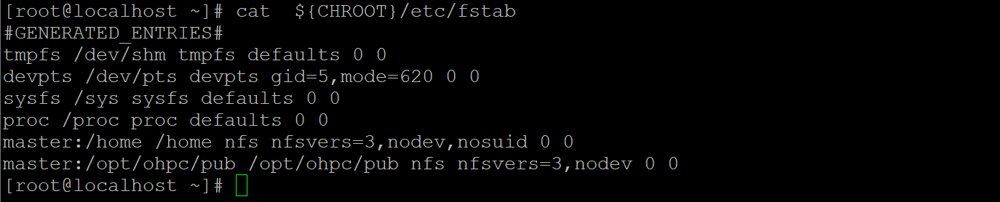 [root@localhost ~]# cat  ${CHROOT}/etc/fstab
#GENERATED_ENTRIES#
tmpfs /dev/shm tmpfs defaults 0 0
devpts /dev/pts devpts gid=5,mode=620 0 0
sysfs /sys sysfs defaults 0 0
proc /proc proc defaults 0 0
master:/home /home nfs nfsvers=3,nodev,nosuid 0 0
master:/opt/ohpc/pub /opt/ohpc/pub nfs nfsvers=3,nodev 0 0
[root@localhost ~]#